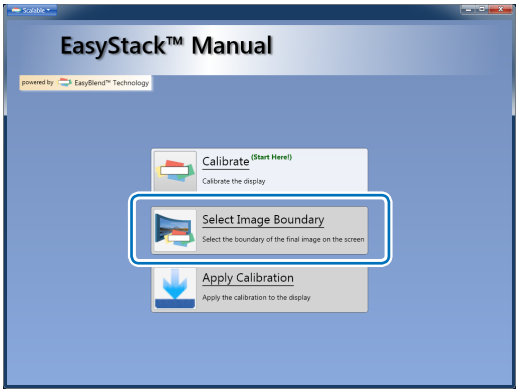 Scalable
EasyStack™ Manual
powered by EasyBlend™ Technology
Calibrate (Start Here!)
Calibrate the display
Select Image Boundary
Select the boundary of the final image on the screen
Apply Calibration
Apply the calibration to the display